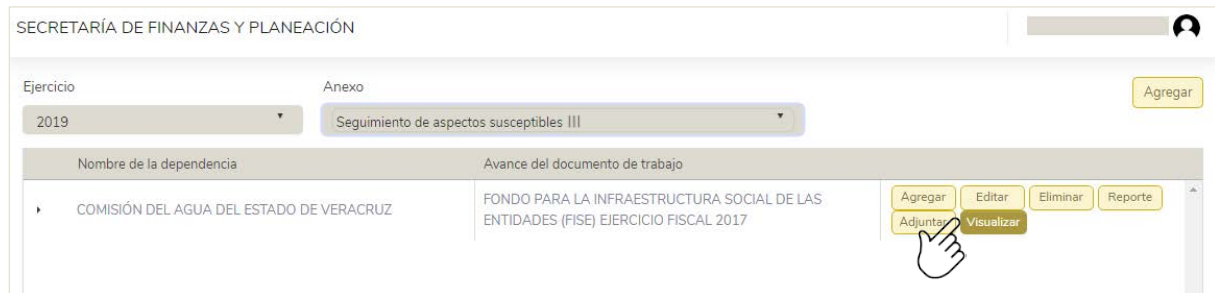 SECRETARÍA DE FINANZAS Y PLANEACIÓN
Ejercicio
Anexo
Agregar
2019
Seguimiento de aspectos susceptibles III
Nombre de la dependencia
Avance del documento de trabajo
COMISIÓN DEL AGUA DEL ESTADO DE VERACRUZ
FONDO PARA LA INFRAESTRUCTURA SOCIAL DE LAS
ENTIDADES (FISE) EJERCICIO FISCAL 2017
Agregar Editar Eliminar Reporte
Adjuntar Visualizar